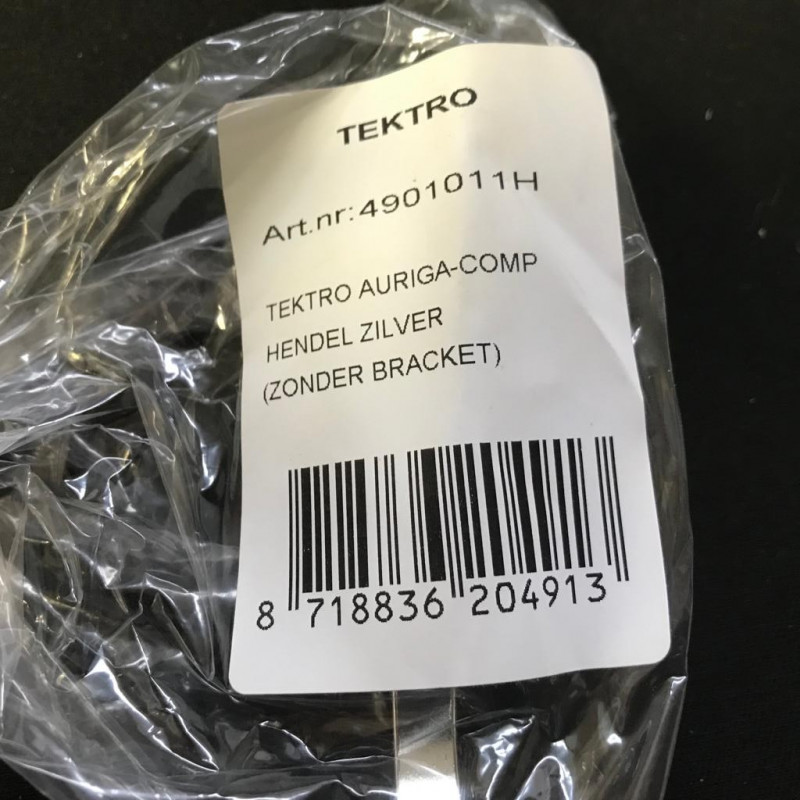 TEKTRO
Art.nr:4901011H
TEKTRO AURIGA-COMP
HENDEL ZILVER
(ZONDER BRACKET)
8 718836 204913